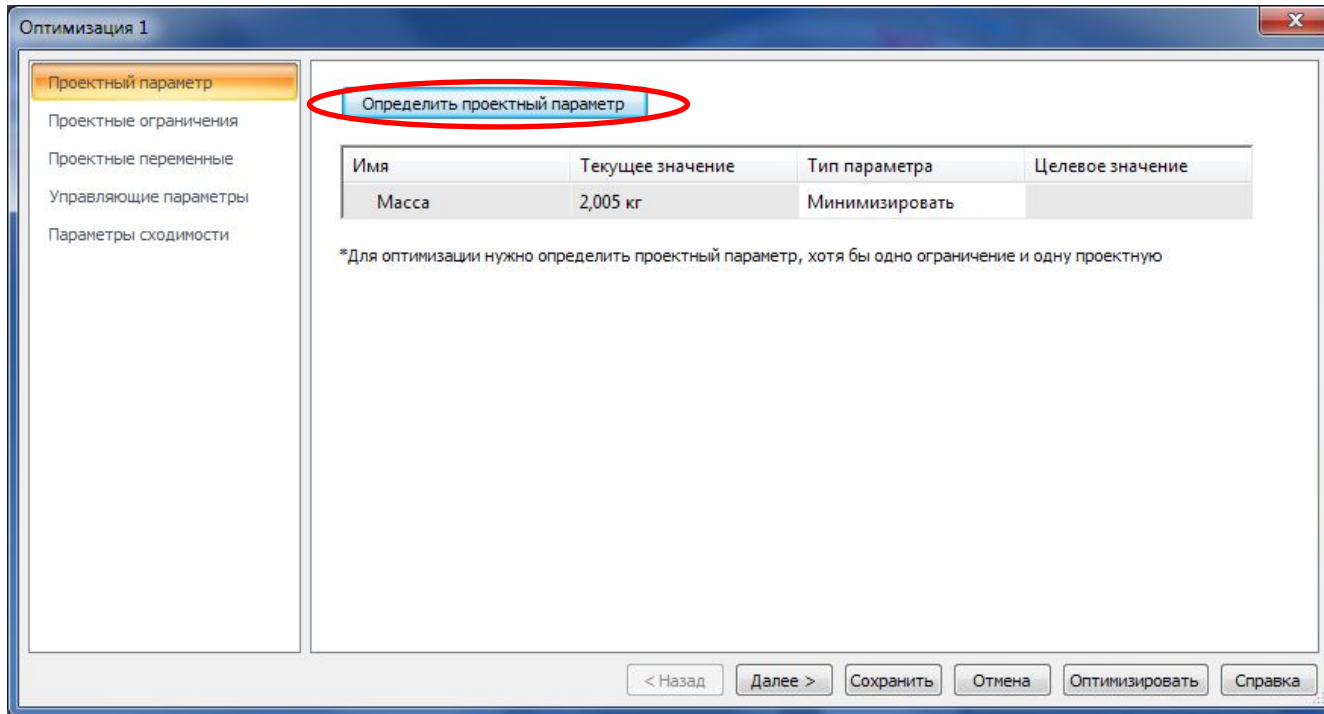 Оптимизация 1
Проектный параметр
Проектные ограничения
Проектные переменные
Управляющие параметры
Параметры сходимости
Определить проектный параметр
Имя Текущее значение Тип параметра Целевое значение
Масса 2,005 кг Минимизировать
*Для оптимизации нужно определить проектный параметр, хотя бы одно ограничение и одну проектную
< Назад Далее > Сохранить Отмена Оптимизировать Справка